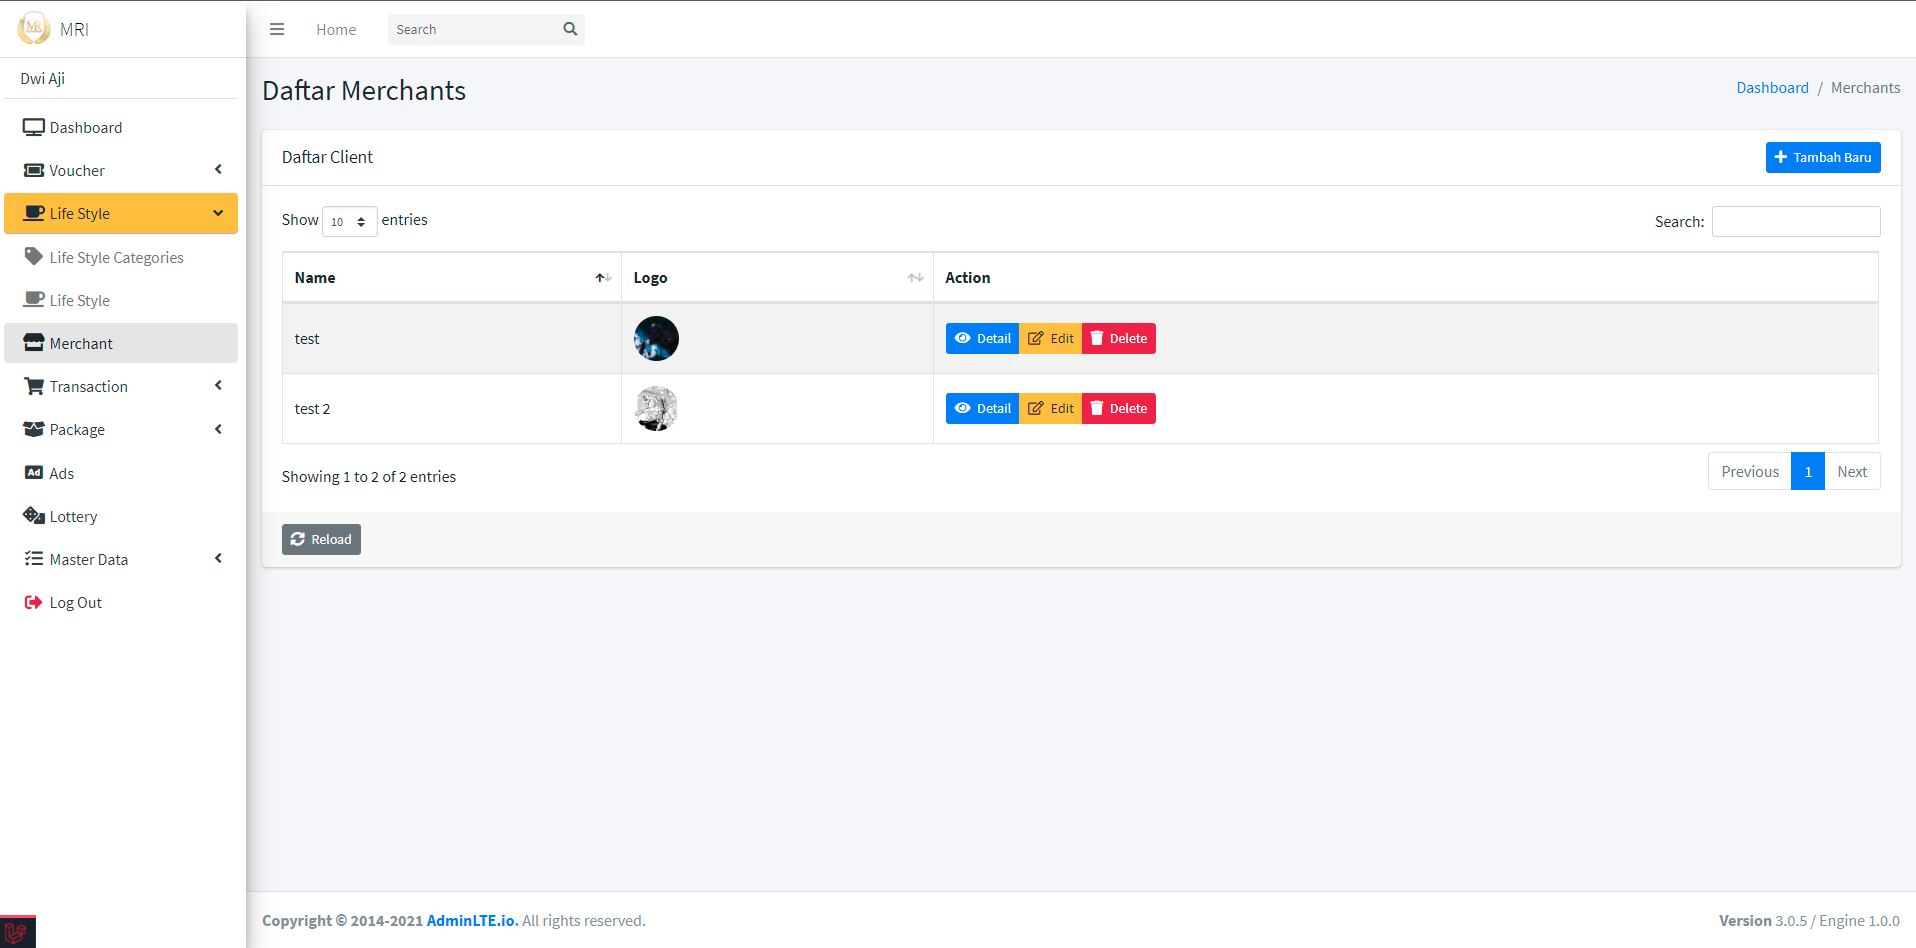 MRI
Home
Search
Dwi Aji
Dashboard
Voucher
Life Style
Life Style Categories
Life Style
Merchant
Transaction
Package
Ad Ads
Lottery
Master Data
Log Out
Daftar Merchants
Dashboard / Merchants
Daftar Client
Tambah Baru
Show 10 entries
Search:
Name Logo Action
test Detail Edit Delete
test 2 Detail Edit Delete
Showing 1 to 2 of 2 entries
Previous 1 Next
Reload
Copyright © 2014-2021 AdminLTE.io. All rights reserved.
Version 3.0.5 / Engine 1.0.0